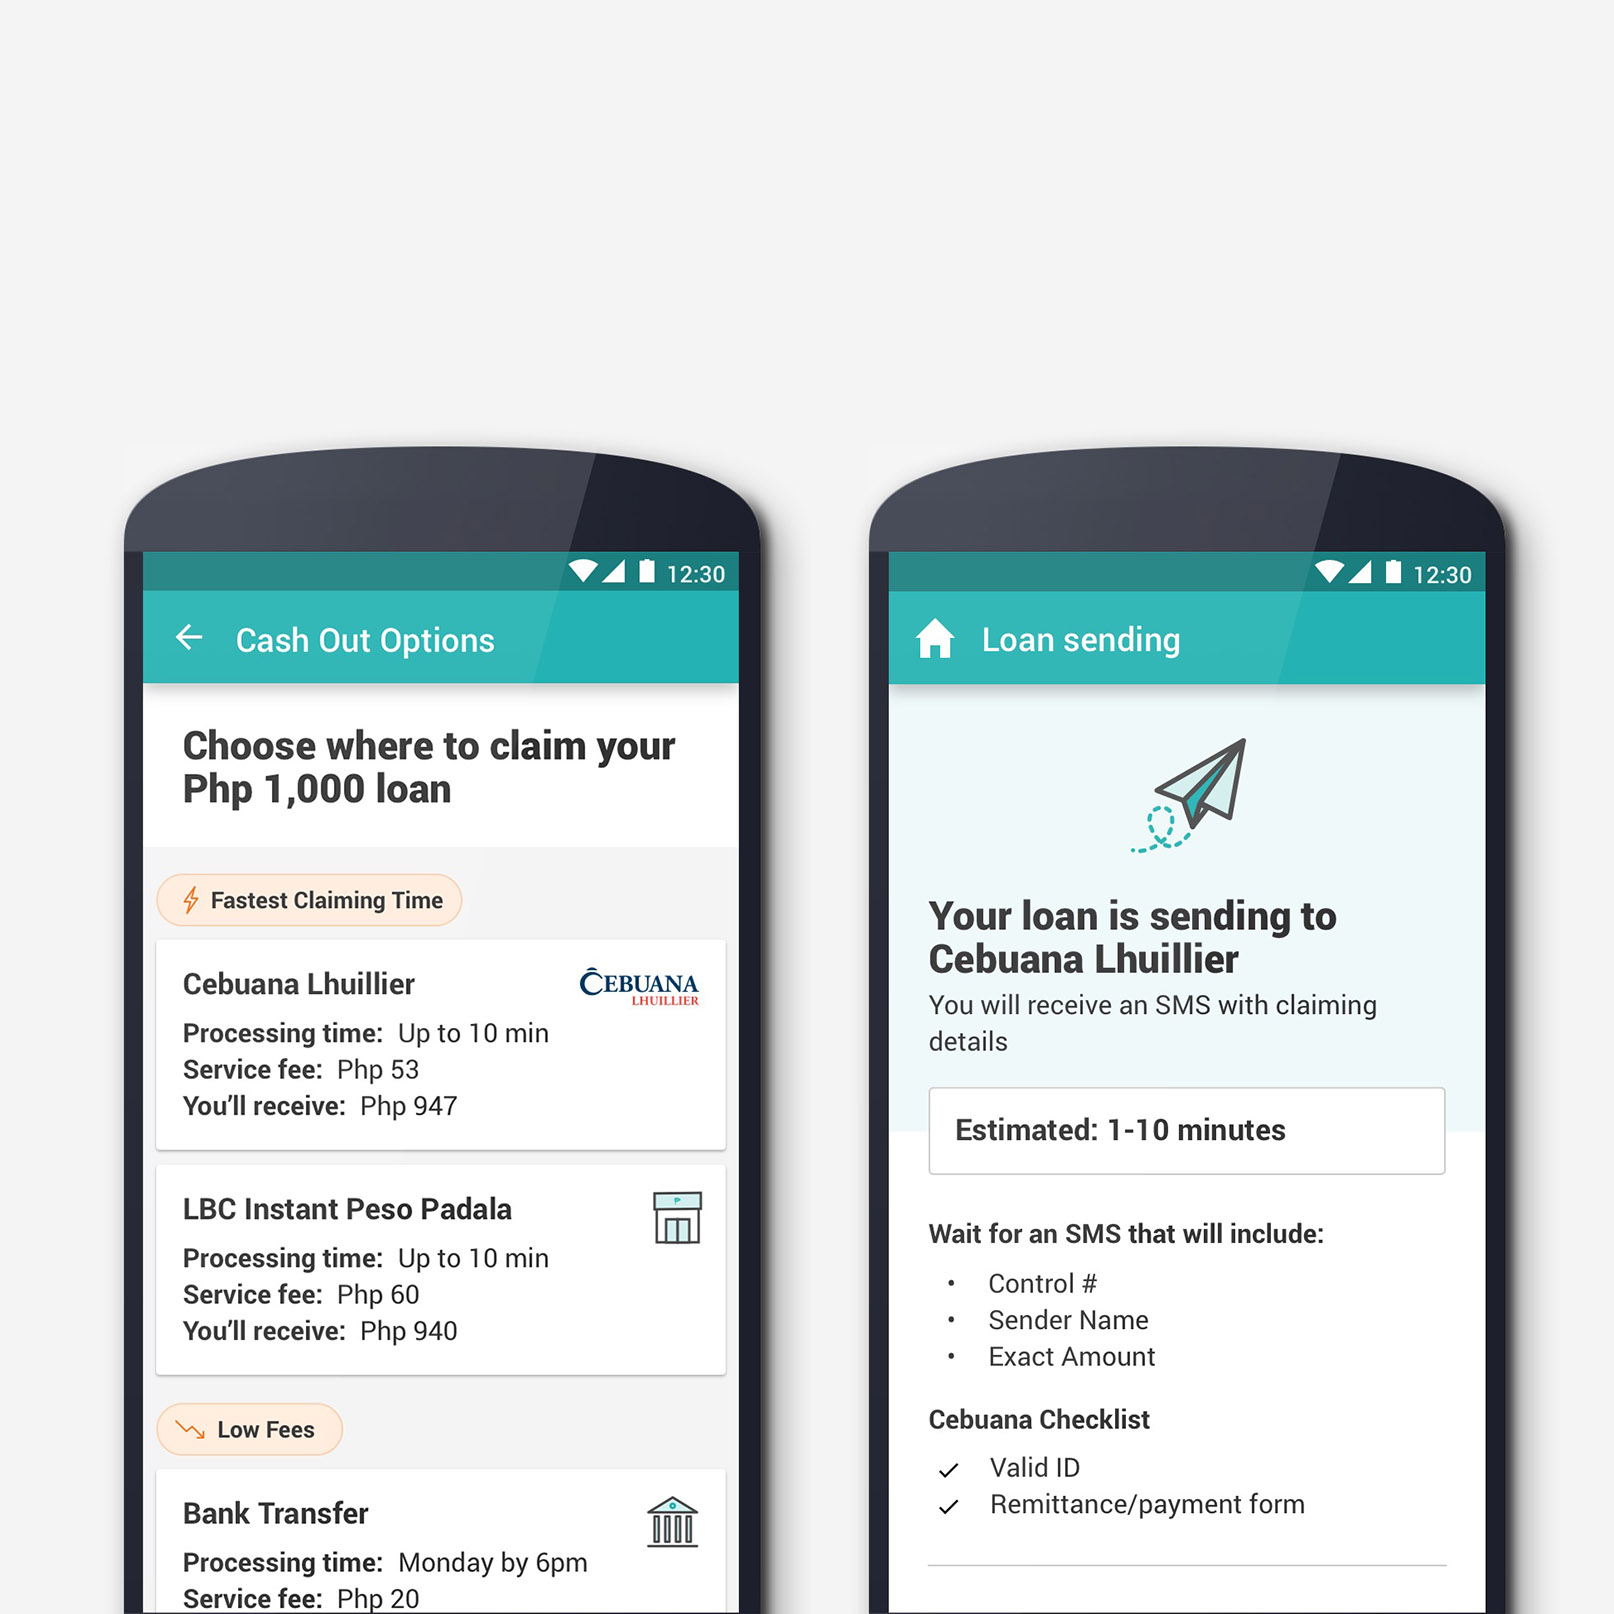 12:30
Cash Out Options
Choose where to claim your
Php 1,000 loan
Fastest Claiming Time
Cebuana Lhuillier
CEBUANA
LHUILLIER
Processing time: Up to 10 min
Service fee: Php 53
You'll receive: Php 947
LBC Instant Peso Padala
Processing time: Up to 10 min
Service fee: Php 60
You'll receive: Php 940
Low Fees
Bank Transfer
Processing time: Monday by 6pm
Service fee: Php 20
12:30
Loan sending
Your loan is sending to
Cebuana Lhuillier
You will receive an SMS with claiming
details
Estimated: 1-10 minutes
Wait for an SMS that will include:
• Control #
• Sender Name
• Exact Amount
Cebuana Checklist
✓ Valid ID
✓ Remittance/payment form